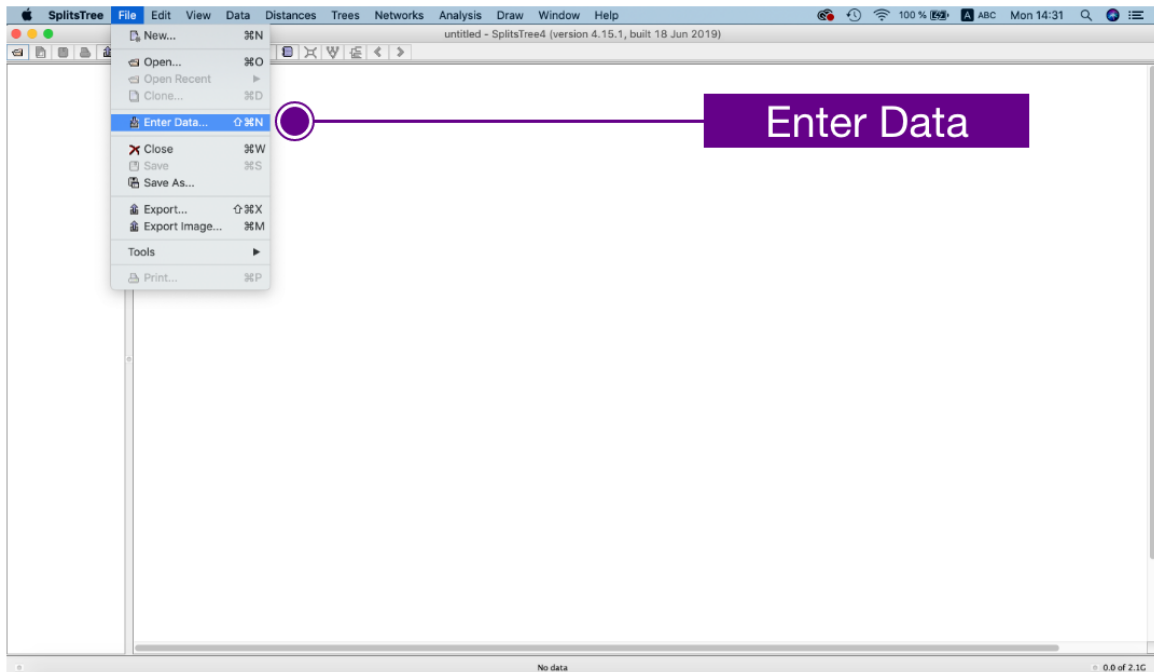 SplitsTree File Edit View Data Distances Trees Networks Analysis Draw Window Help 100 % ABC Mon 14:31
untitled - SplitsTree4 (version 4.15.1, built 18 Jun 2019)
New... ⌘N
Open... ⌘O
Open Recent ▶
Clone... ⌘D
Enter Data... ⇧⌘N
Enter Data
Close ⌘W
Save ⌘S
Save As...
Export... ⇧⌘X
Export Image... ⌘M
Tools ▶
Print... ⌘P
No data 0.0 of 2.1G